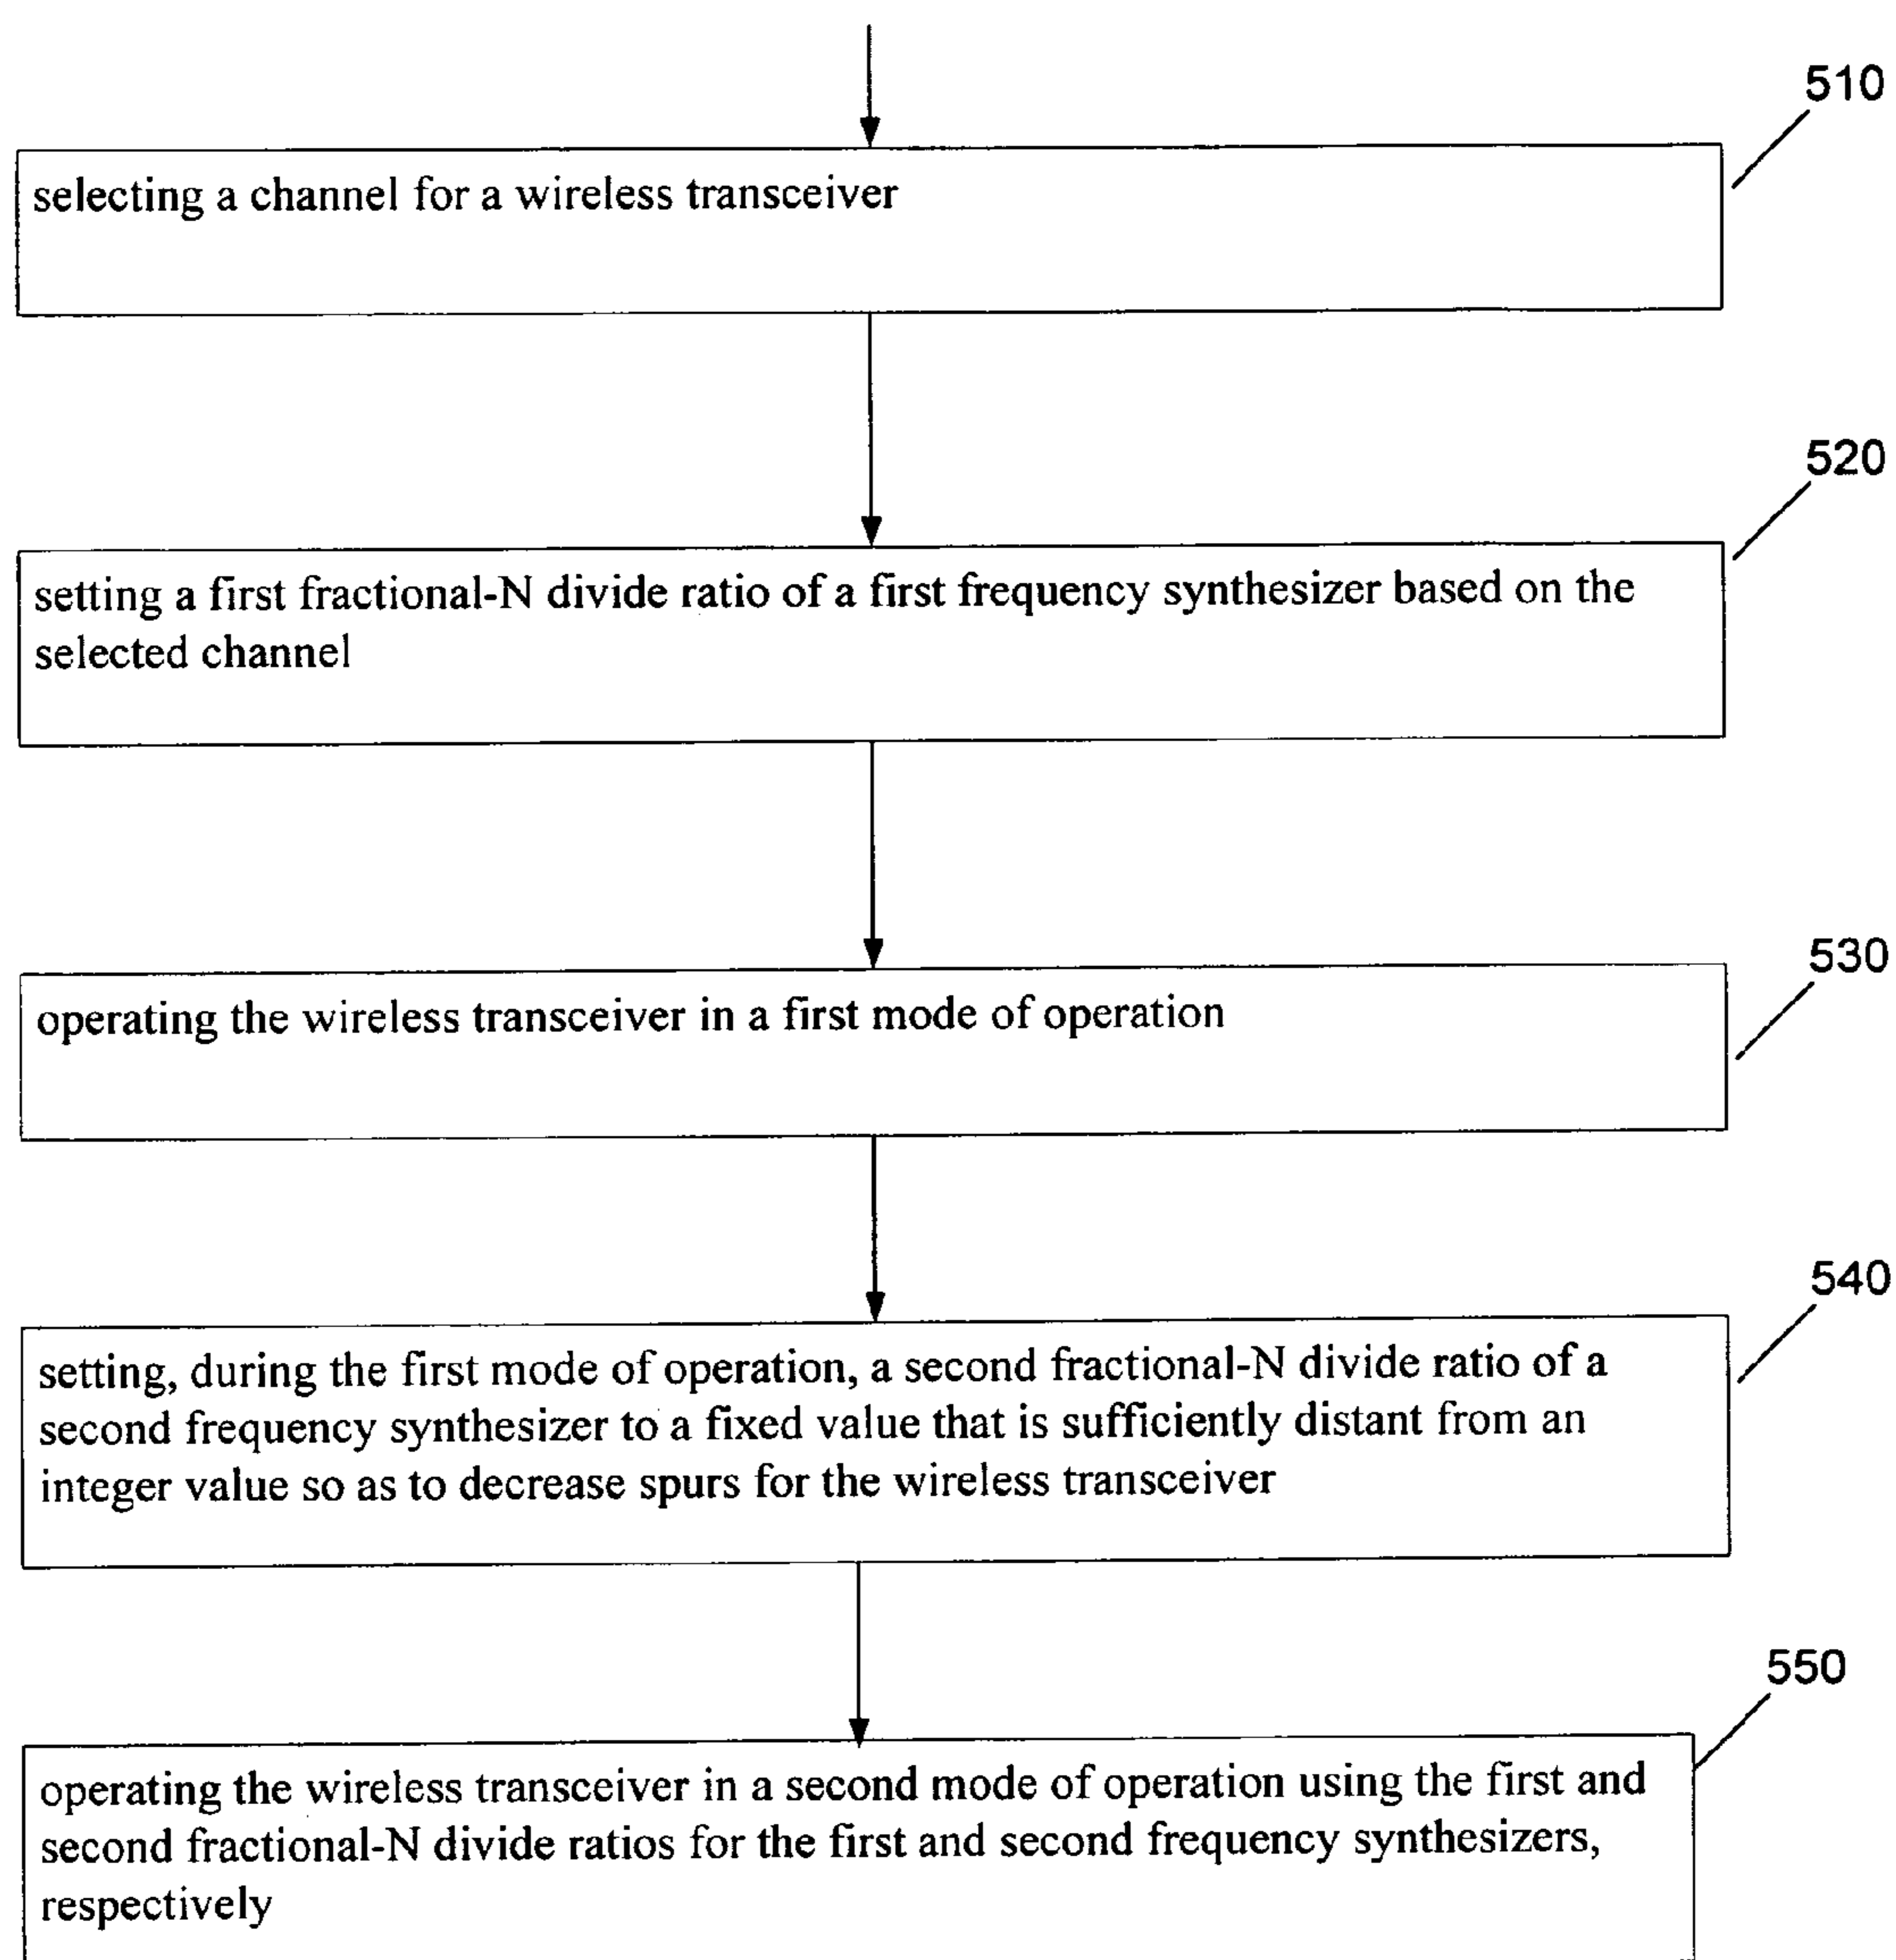 510
selecting a channel for a wireless transceiver
520
setting a first fractional-N divide ratio of a first frequency synthesizer based on the
selected channel
530
operating the wireless transceiver in a first mode of operation
540
setting, during the first mode of operation, a second fractional-N divide ratio of a
second frequency synthesizer to a fixed value that is sufficiently distant from an
integer value so as to decrease spurs for the wireless transceiver
550
operating the wireless transceiver in a second mode of operation using the first and
second fractional-N divide ratios for the first and second frequency synthesizers,
respectively